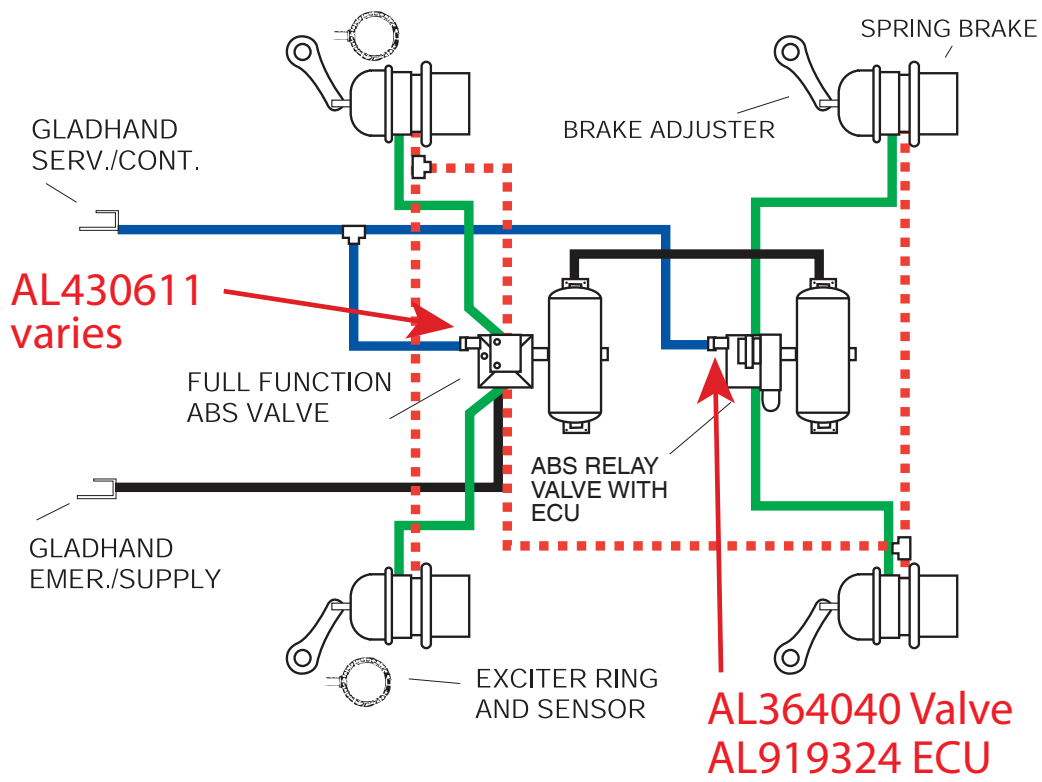 SPRING BRAKE
GLADHAND
SERV./CONT.
BRAKE ADJUSTER
AL430611
varies
FULL FUNCTION
ABS VALVE
ABS RELAY
VALVE WITH
ECU
GLADHAND
EMER./SUPPLY
EXCITER RING
AND SENSOR
AL364040 Valve
AL919324 ECU